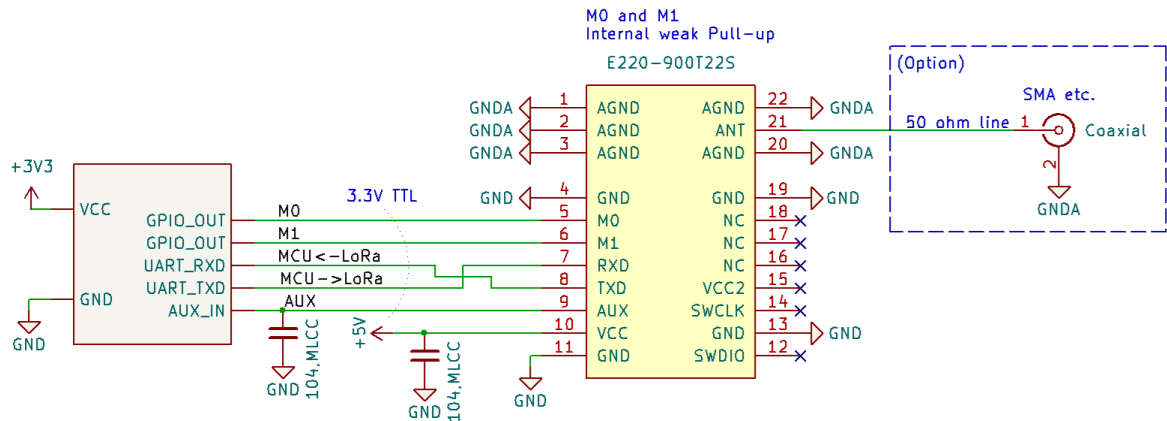 M0 and M1
Internal weak Pull-up
E220-900T22S
(Option)
SMA etc.
50 ohm line
1
Coaxial
2
GNDA
GNDA 1 AGND AGND 22 GNDA
GNDA 2 AGND ANT 21
GNDA 3 AGND AGND 20 GNDA
GND 4 GND GND 19 GND
5 M0 NC 18
6 M1 NC 17
7 RXD NC 16
8 TXD VCC2 15
9 AUX SWCLK 14
10 VCC GND 13 GND
11 GND SWDIO 12
+3V3
VCC
GND
GND
3.3V TTL
GPIO_OUT M0
GPIO_OUT M1
UART_RXD MCU<-LoRa
UART_TXD MCU->LoRa
AUX_IN AUX
104,MLCC
GND
+5V
104,MLCC
GND
GND